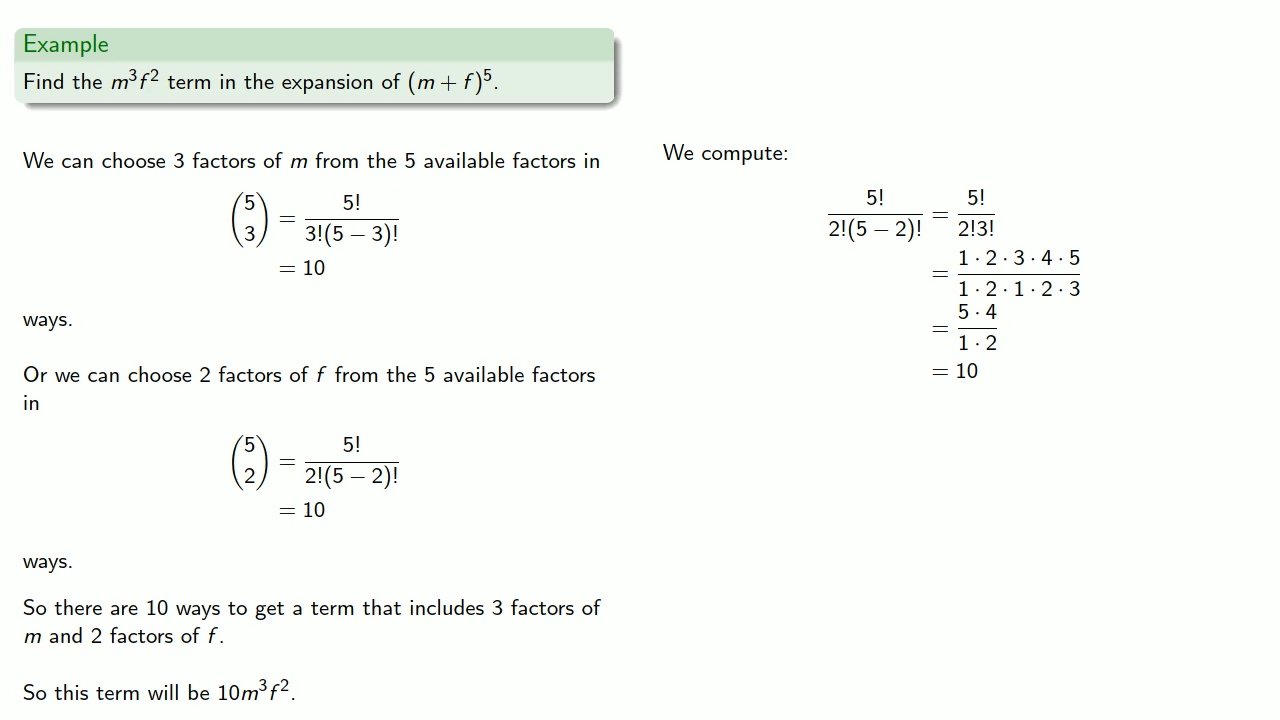 Example
Find the m³f² term in the expansion of (m + f)⁵.
We can choose 3 factors of m from the 5 available factors in
(5 3) = 5! / 3!(5 − 3)!
= 10
ways.
Or we can choose 2 factors of f from the 5 available factors
in
(5 2) = 5! / 2!(5 − 2)!
= 10
ways.
So there are 10 ways to get a term that includes 3 factors of
m and 2 factors of f.
So this term will be 10m³f².
We compute:
5! / 2!(5 − 2)! = 5! / 2!3!
= 1 · 2 · 3 · 4 · 5 / 1 · 2 · 1 · 2 · 3
= 5 · 4 / 1 · 2
= 10